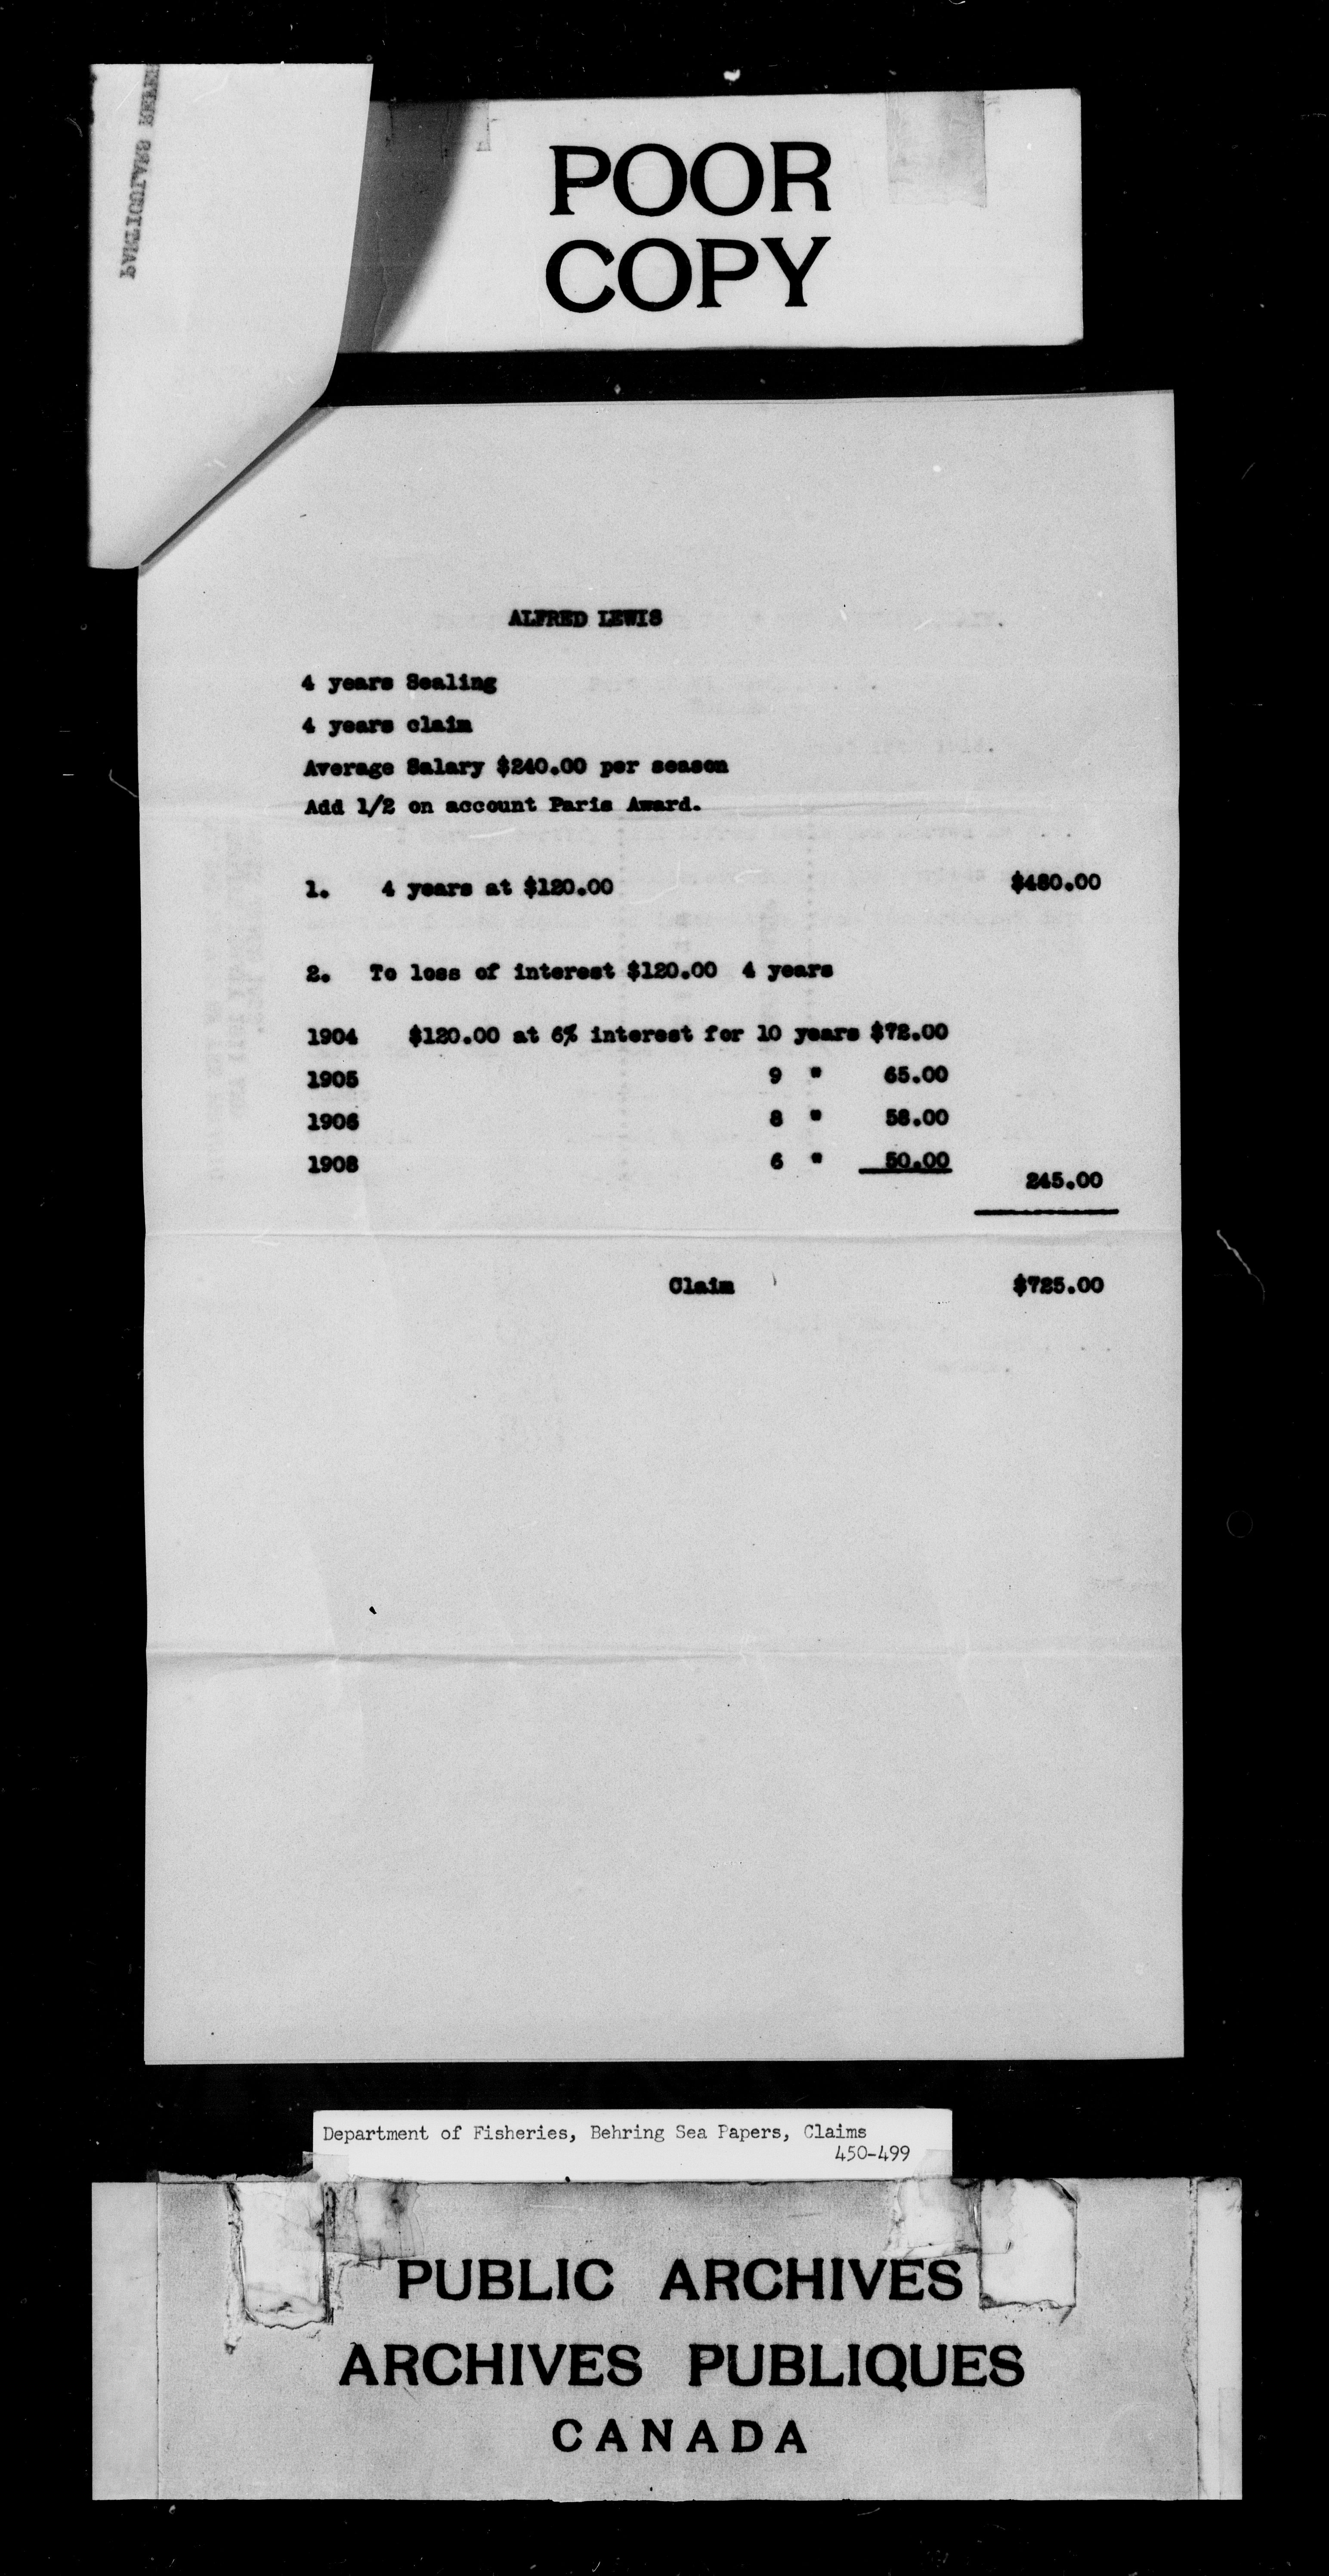 POOR
COPY
ALFRED LEWIS
4 years Sealing
4 years claim
Average Salary $240.00 per season
Add 1/2 on account Paris Award.
1. 4 years at $120.00 $480.00
2. To loss of interest $120.00 4 years
1904 $120.00 at 6% interest for 10 years $72.00
1905 9 " 65.00
1906 8 " 58.00
1908 6 " 50.00
245.00
Claim $725.00
Department of Fisheries, Behring Sea Papers, Claims
450-499
PUBLIC ARCHIVES
ARCHIVES PUBLIQUES
CANADA